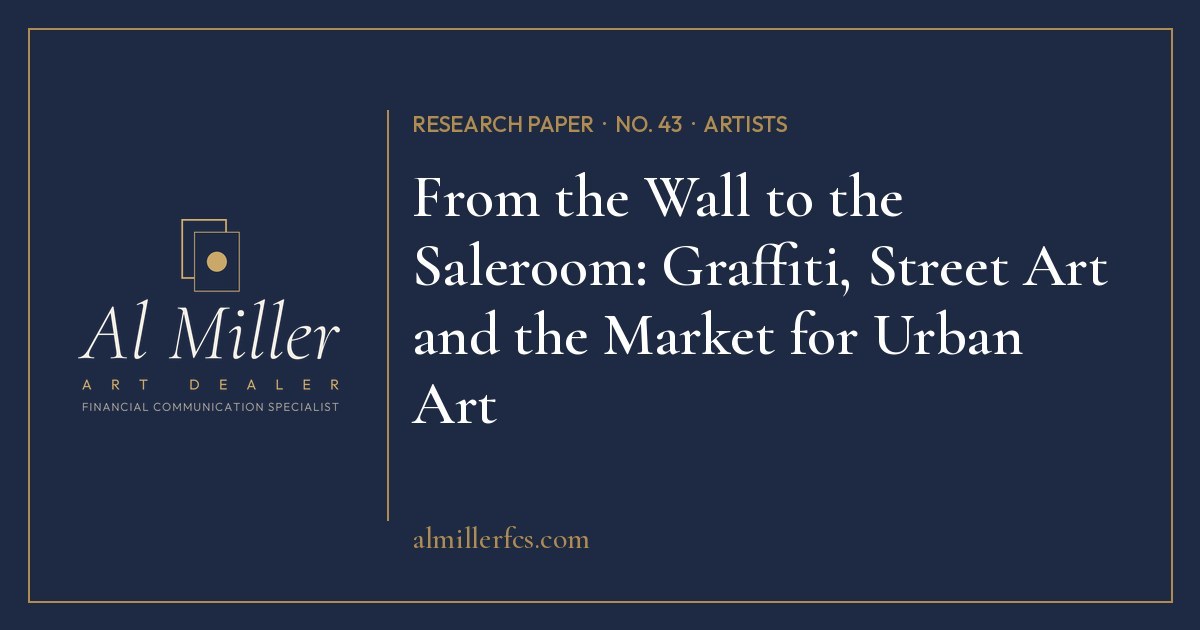 Al Miller
ART DEALER
FINANCIAL COMMUNICATION SPECIALIST
RESEARCH PAPER · NO. 43 · ARTISTS
From the Wall to the
Saleroom: Graffiti, Street Art
and the Market for Urban
Art
almillerfcs.com